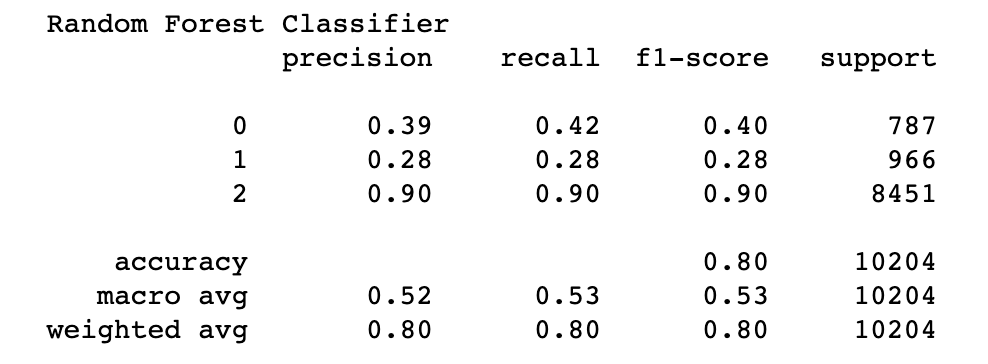 Random Forest Classifier
precision recall f1-score support
0 0.39 0.42 0.40 787
1 0.28 0.28 0.28 966
2 0.90 0.90 0.90 8451
accuracy 0.80 10204
macro avg 0.52 0.53 0.53 10204
weighted avg 0.80 0.80 0.80 10204